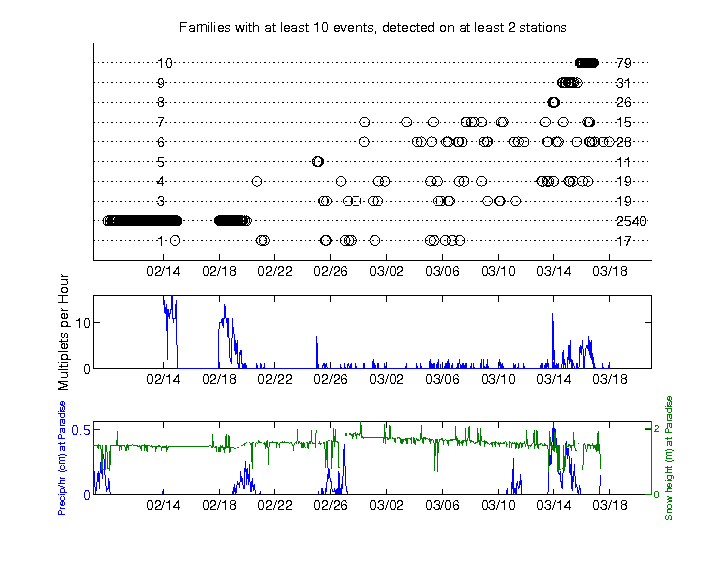 Families with at least 10 events, detected on at least 2 stations
10 79
9 31
8 26
7 15
6 26
5 11
4 19
3 19
2 2540
1 17
02/14 02/18 02/22 02/26 03/02 03/06 03/10 03/14 03/18
Multiplets per Hour
10
0
02/14 02/18 02/22 02/26 03/02 03/06 03/10 03/14 03/18
Precip/hr (cm) at Paradise
0.5
0
Snow height (m) at Paradise
2
0
02/14 02/18 02/22 02/26 03/02 03/06 03/10 03/14 03/18